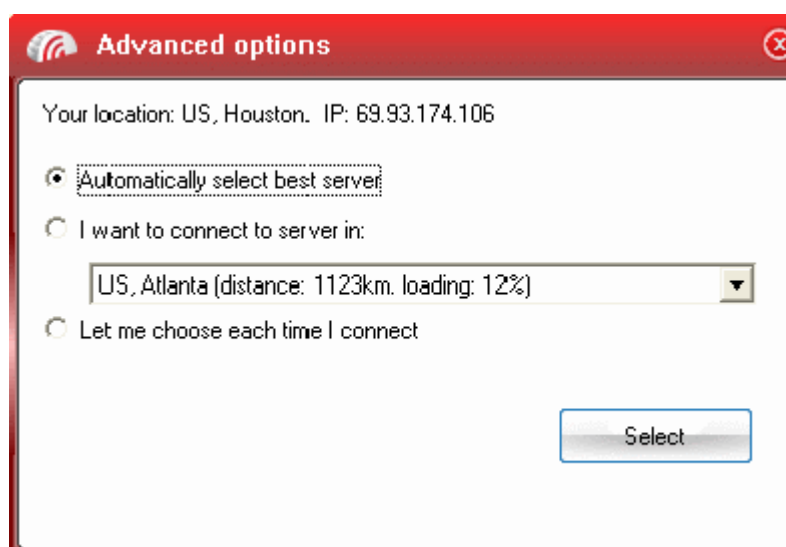 Advanced options
Your location: US, Houston.  IP: 69.93.174.106
Automatically select best server
I want to connect to server in:
US, Atlanta (distance: 1123km. loading: 12%)
Let me choose each time I connect
Select